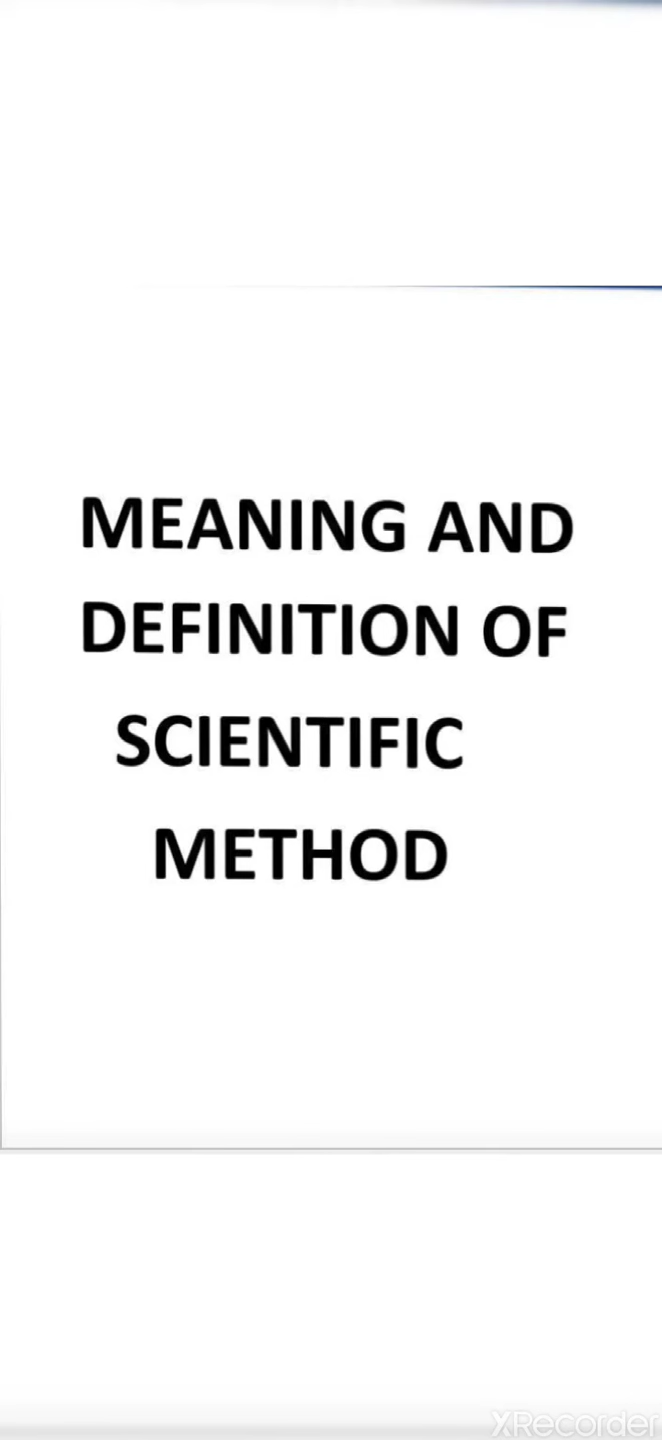 MEANING AND
DEFINITION OF
SCIENTIFIC
METHOD
XRecorder